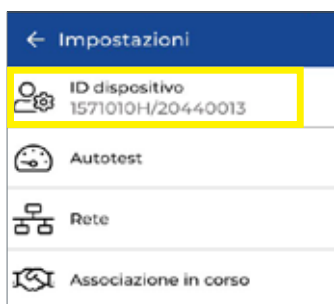 Impostazioni
ID dispositivo
1571010H/20440013
Autotest
Rete
Associazione in corso